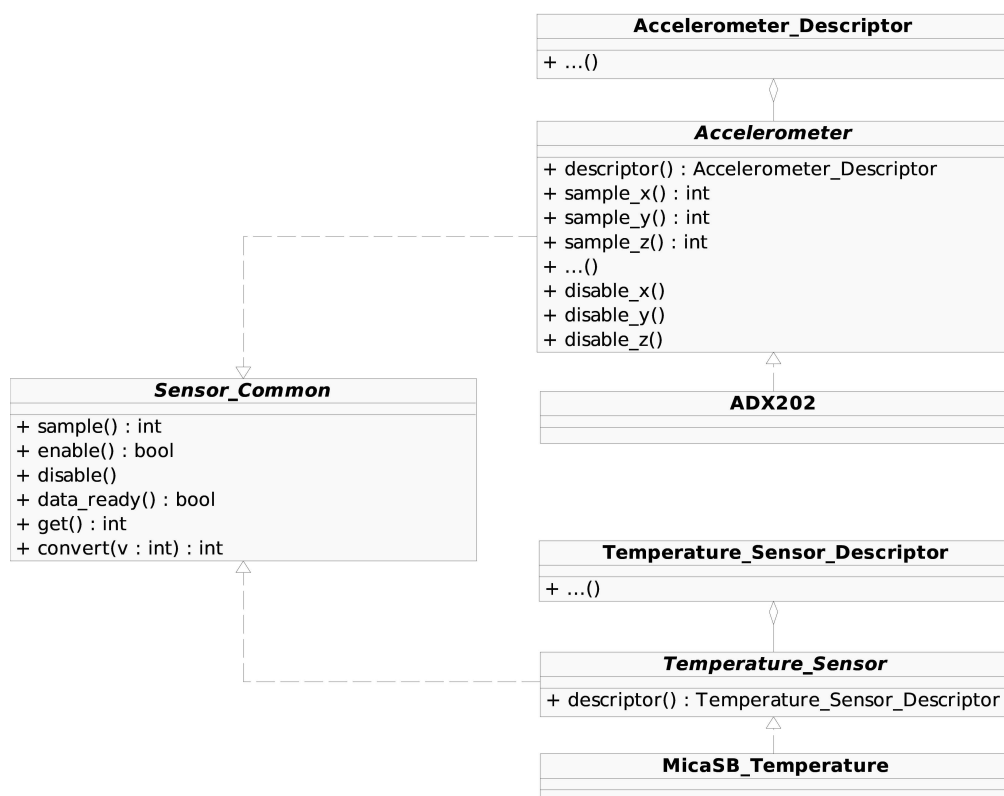 Accelerometer_Descriptor
+ ...()
Accelerometer
+ descriptor() : Accelerometer_Descriptor
+ sample_x() : int
+ sample_y() : int
+ sample_z() : int
+ ...()
+ disable_x()
+ disable_y()
+ disable_z()
ADX202
Sensor_Common
+ sample() : int
+ enable() : bool
+ disable()
+ data_ready() : bool
+ get() : int
+ convert(v : int) : int
Temperature_Sensor_Descriptor
+ ...()
Temperature_Sensor
+ descriptor() : Temperature_Sensor_Descriptor
MicaSB_Temperature